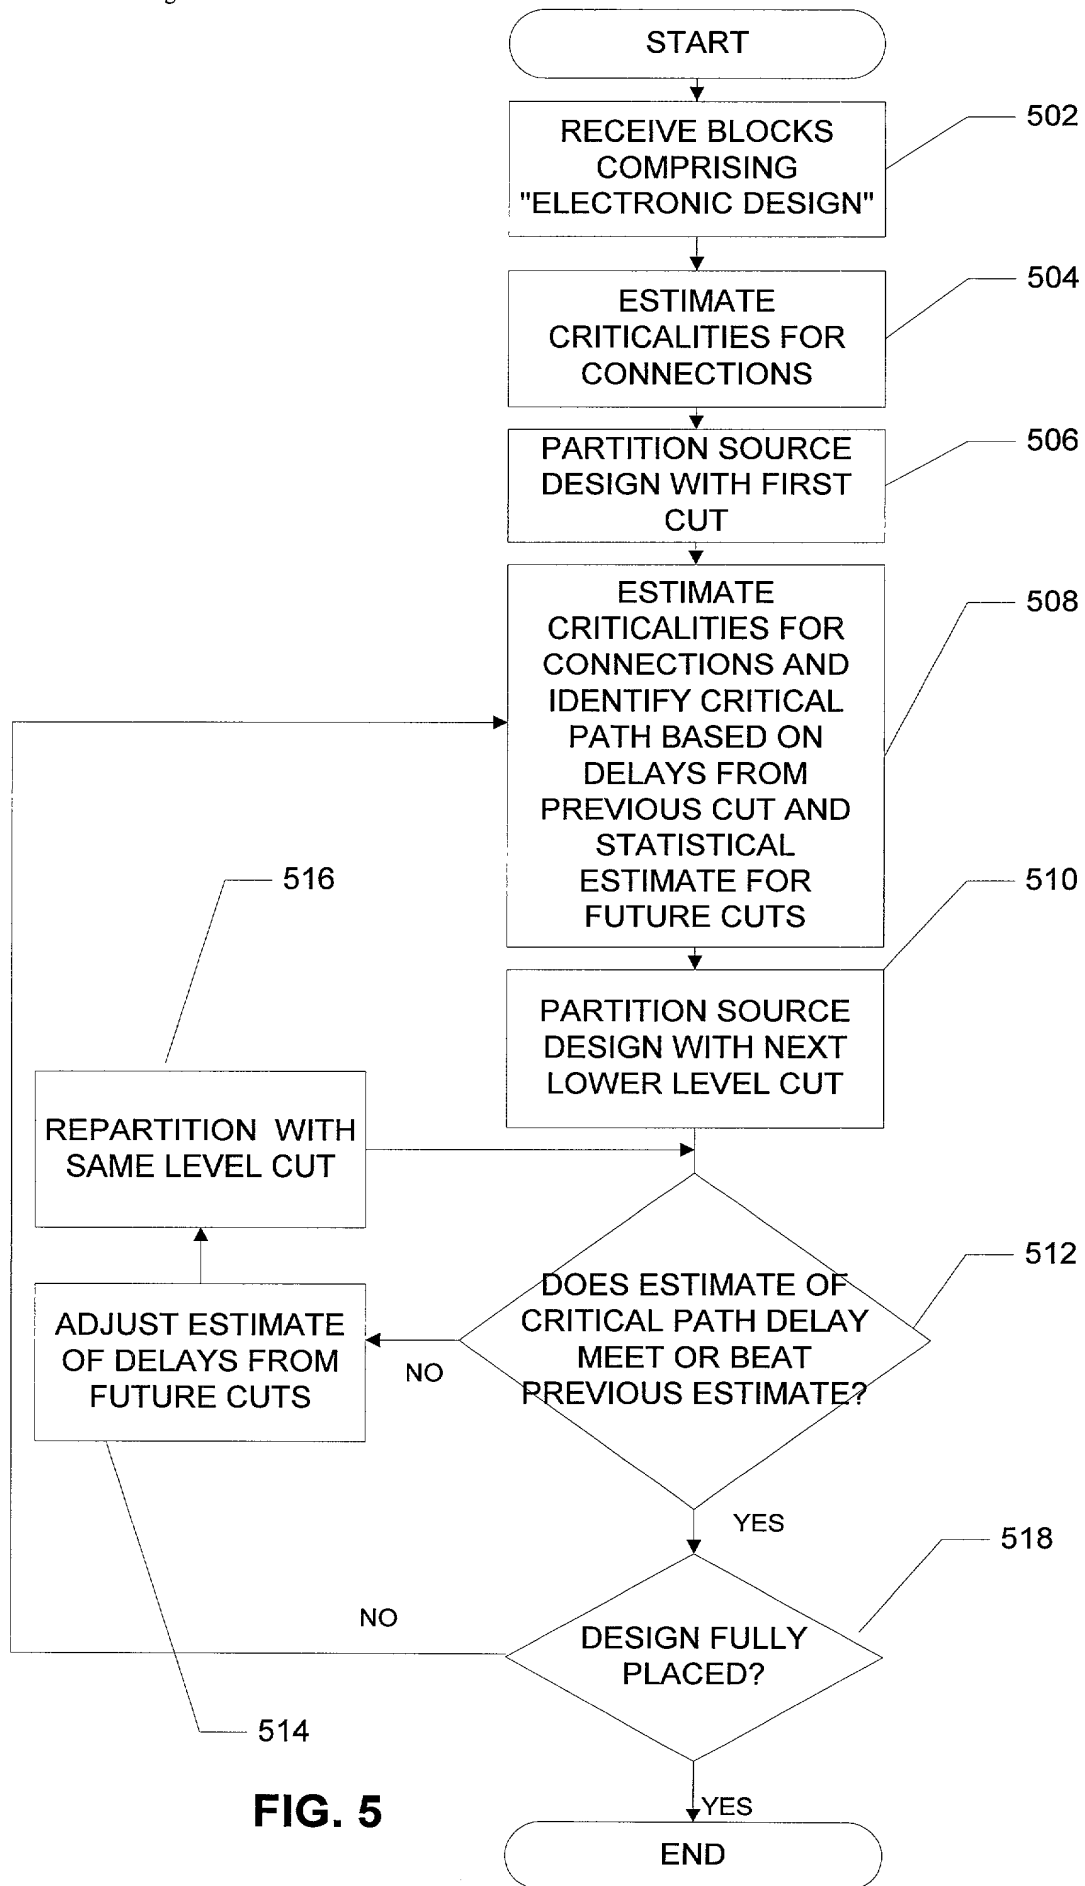 START
RECEIVE BLOCKS
COMPRISING
"ELECTRONIC DESIGN"
502
ESTIMATE
CRITICALITIES FOR
CONNECTIONS
504
PARTITION SOURCE
DESIGN WITH FIRST
CUT
506
ESTIMATE
CRITICALITIES FOR
CONNECTIONS AND
IDENTIFY CRITICAL
PATH BASED ON
DELAYS FROM
PREVIOUS CUT AND
STATISTICAL
ESTIMATE FOR
FUTURE CUTS
508
PARTITION SOURCE
DESIGN WITH NEXT
LOWER LEVEL CUT
510
516
REPARTITION WITH
SAME LEVEL CUT
DOES ESTIMATE OF
CRITICAL PATH DELAY
MEET OR BEAT
PREVIOUS ESTIMATE?
512
NO
ADJUST ESTIMATE
OF DELAYS FROM
FUTURE CUTS
514
YES
DESIGN FULLY
PLACED?
518
NO
YES
END
FIG. 5